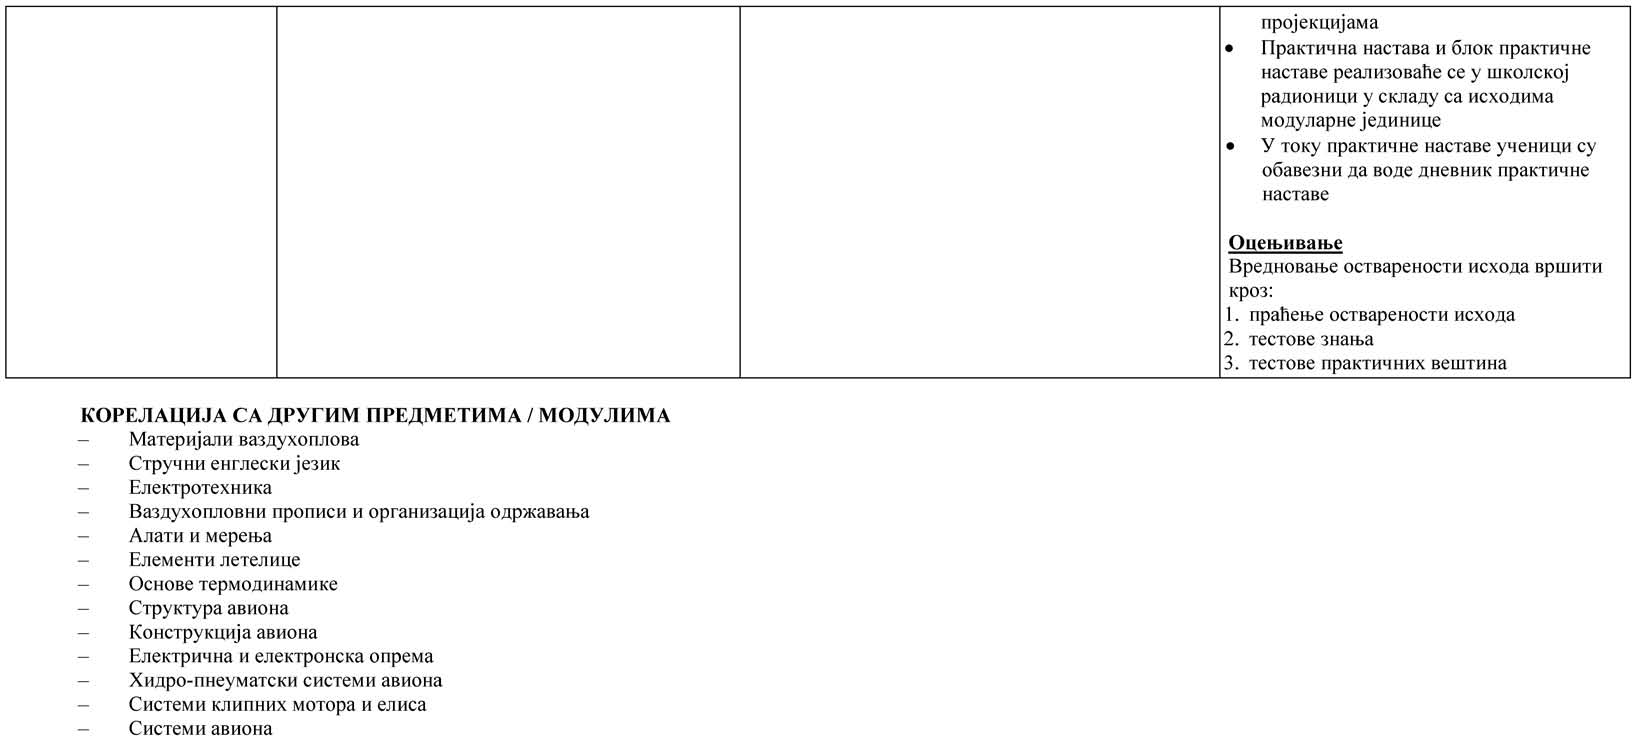 пројекцијама
• Практична настава и блок практичне
наставе реализоваће се у школској
радионици у складу са исходима
модуларне јединице
• У току практичне наставе ученици су
обавезни да воде дневник практичне
наставе
Оцењивање
Вредновање остварености исхода вршити
кроз:
1. праћење остварености исхода
2. тестове знања
3. тестове практичних вештина
КОРЕЛАЦИЈА СА ДРУГИМ ПРЕДМЕТИМА / МОДУЛИМА
– Материјали ваздухоплова
– Стручни енглески језик
– Електротехника
– Ваздухопловни прописи и организација одржавања
– Алати и мерења
– Елементи летелице
– Основе термодинамике
– Структура авиона
– Конструкција авиона
– Електрична и електронска опрема
– Хидро-пнеуматски системи авиона
– Системи клипних мотора и елиса
– Системи авиона